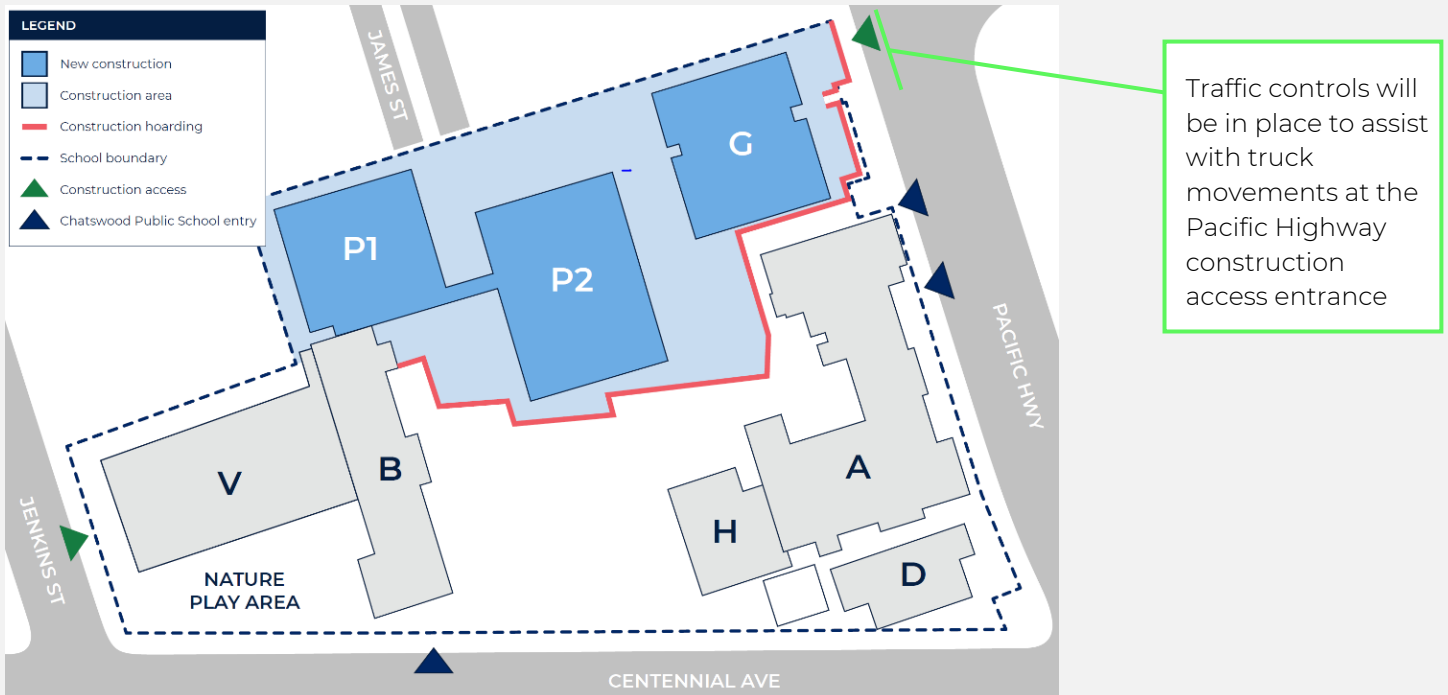 LEGEND
New construction
Construction area
Construction hoarding
School boundary
Construction access
Chatswood Public School entry
JAMES ST
G
P1
P2
PACIFIC HWY
V
B
A
H
D
JENKINS ST
NATURE
PLAY AREA
CENTENNIAL AVE
Traffic controls will
be in place to assist
with truck
movements at the
Pacific Highway
construction
access entrance